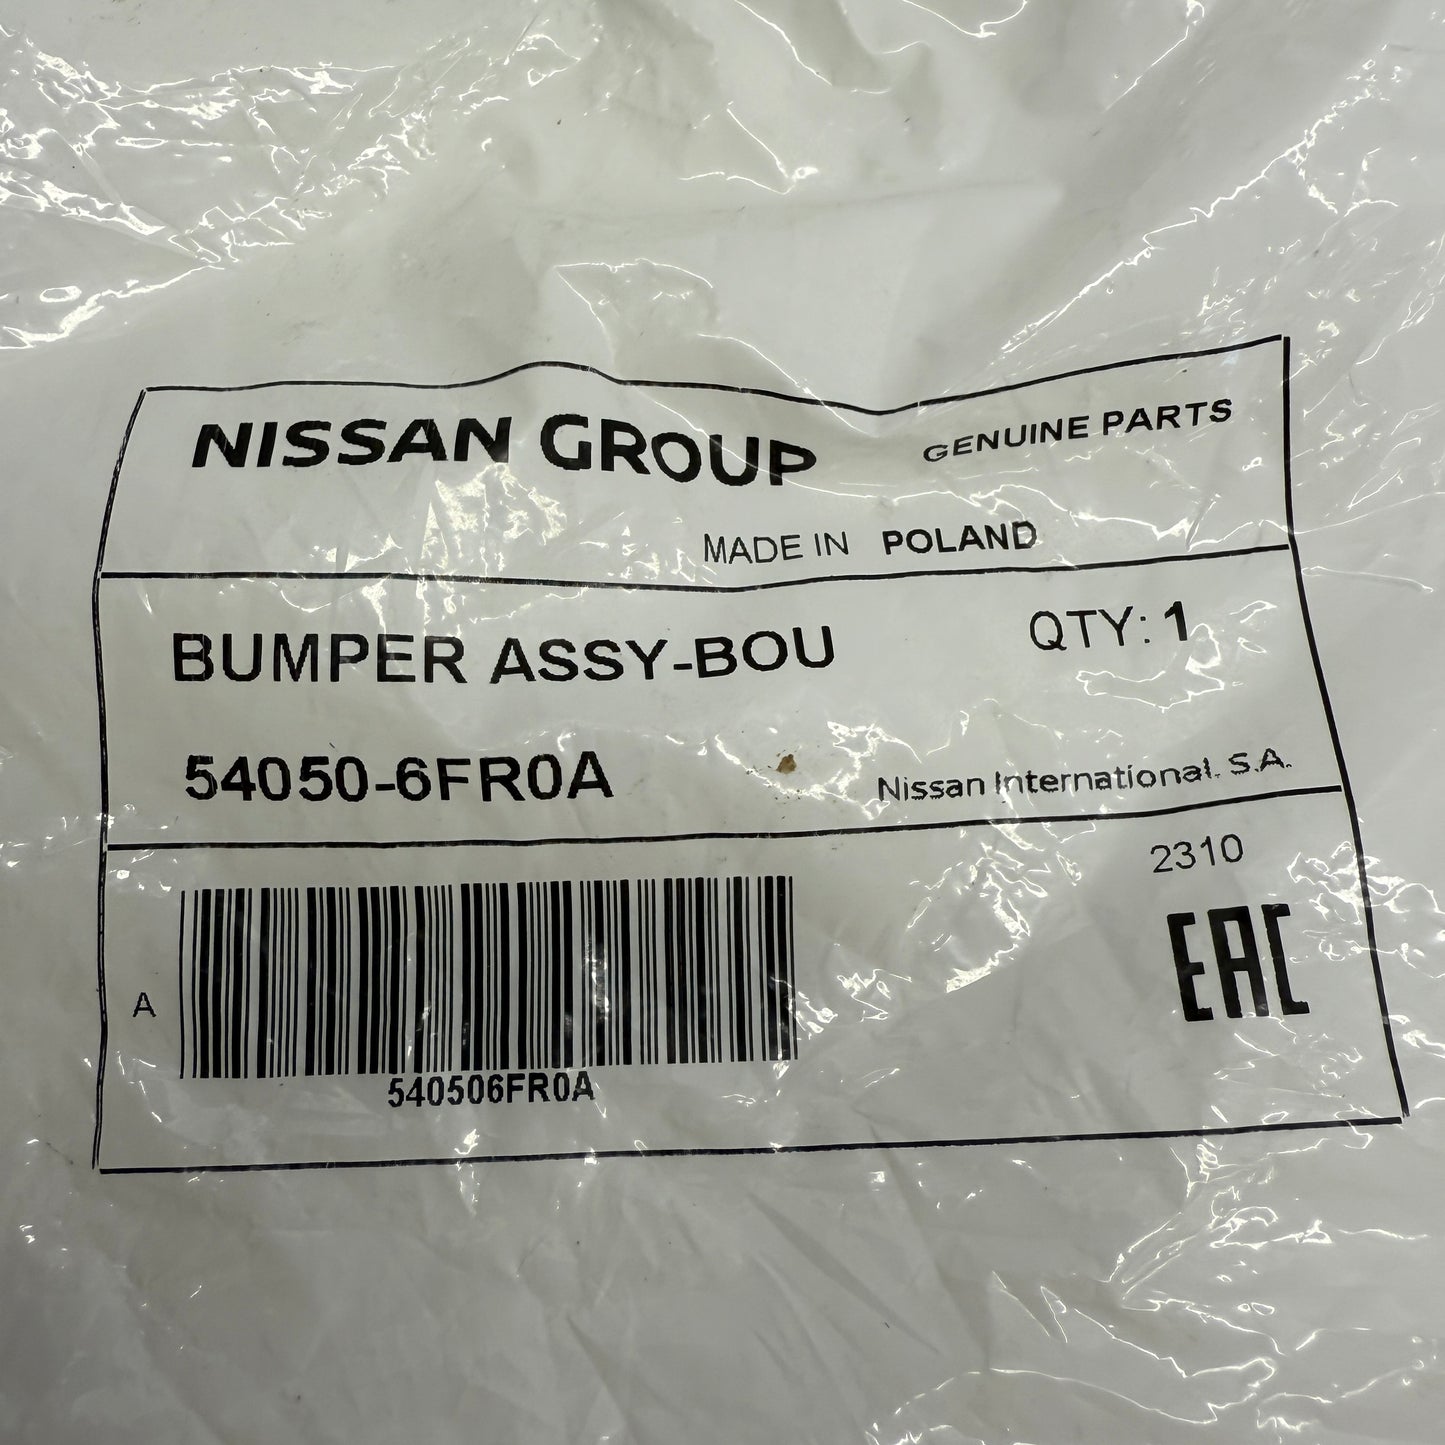 NISSAN GROUP
GENUINE PARTS
MADE IN POLAND
BUMPER ASSY-BOU
QTY: 1
54050-6FR0A
Nissan International. S.A.
2310
EAC
A
540506FR0A